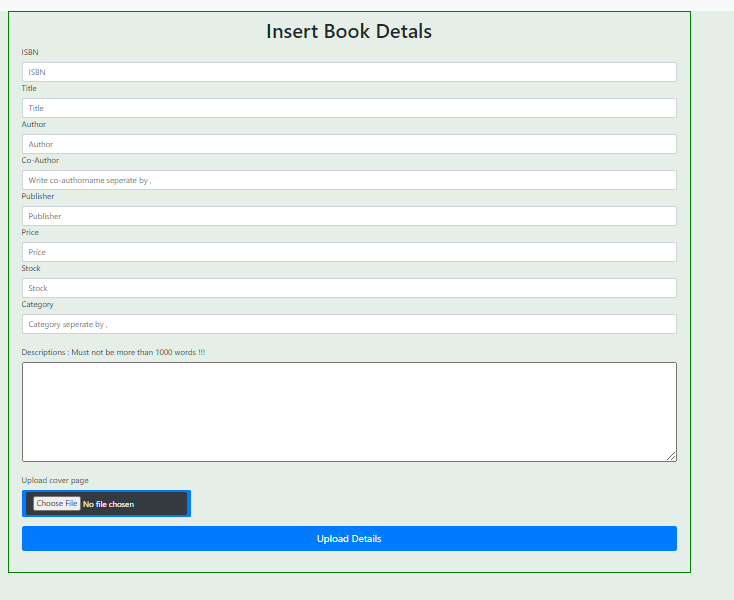 Insert Book Detals
ISBN
ISBN
Title
Title
Author
Author
Co-Author
Write co-authorname seperate by ,
Publisher
Publisher
Price
Price
Stock
Stock
Category
Category seperate by ,
Descriptions : Must not be more than 1000 words !!!
Upload cover page
Choose File No file chosen
Upload Details